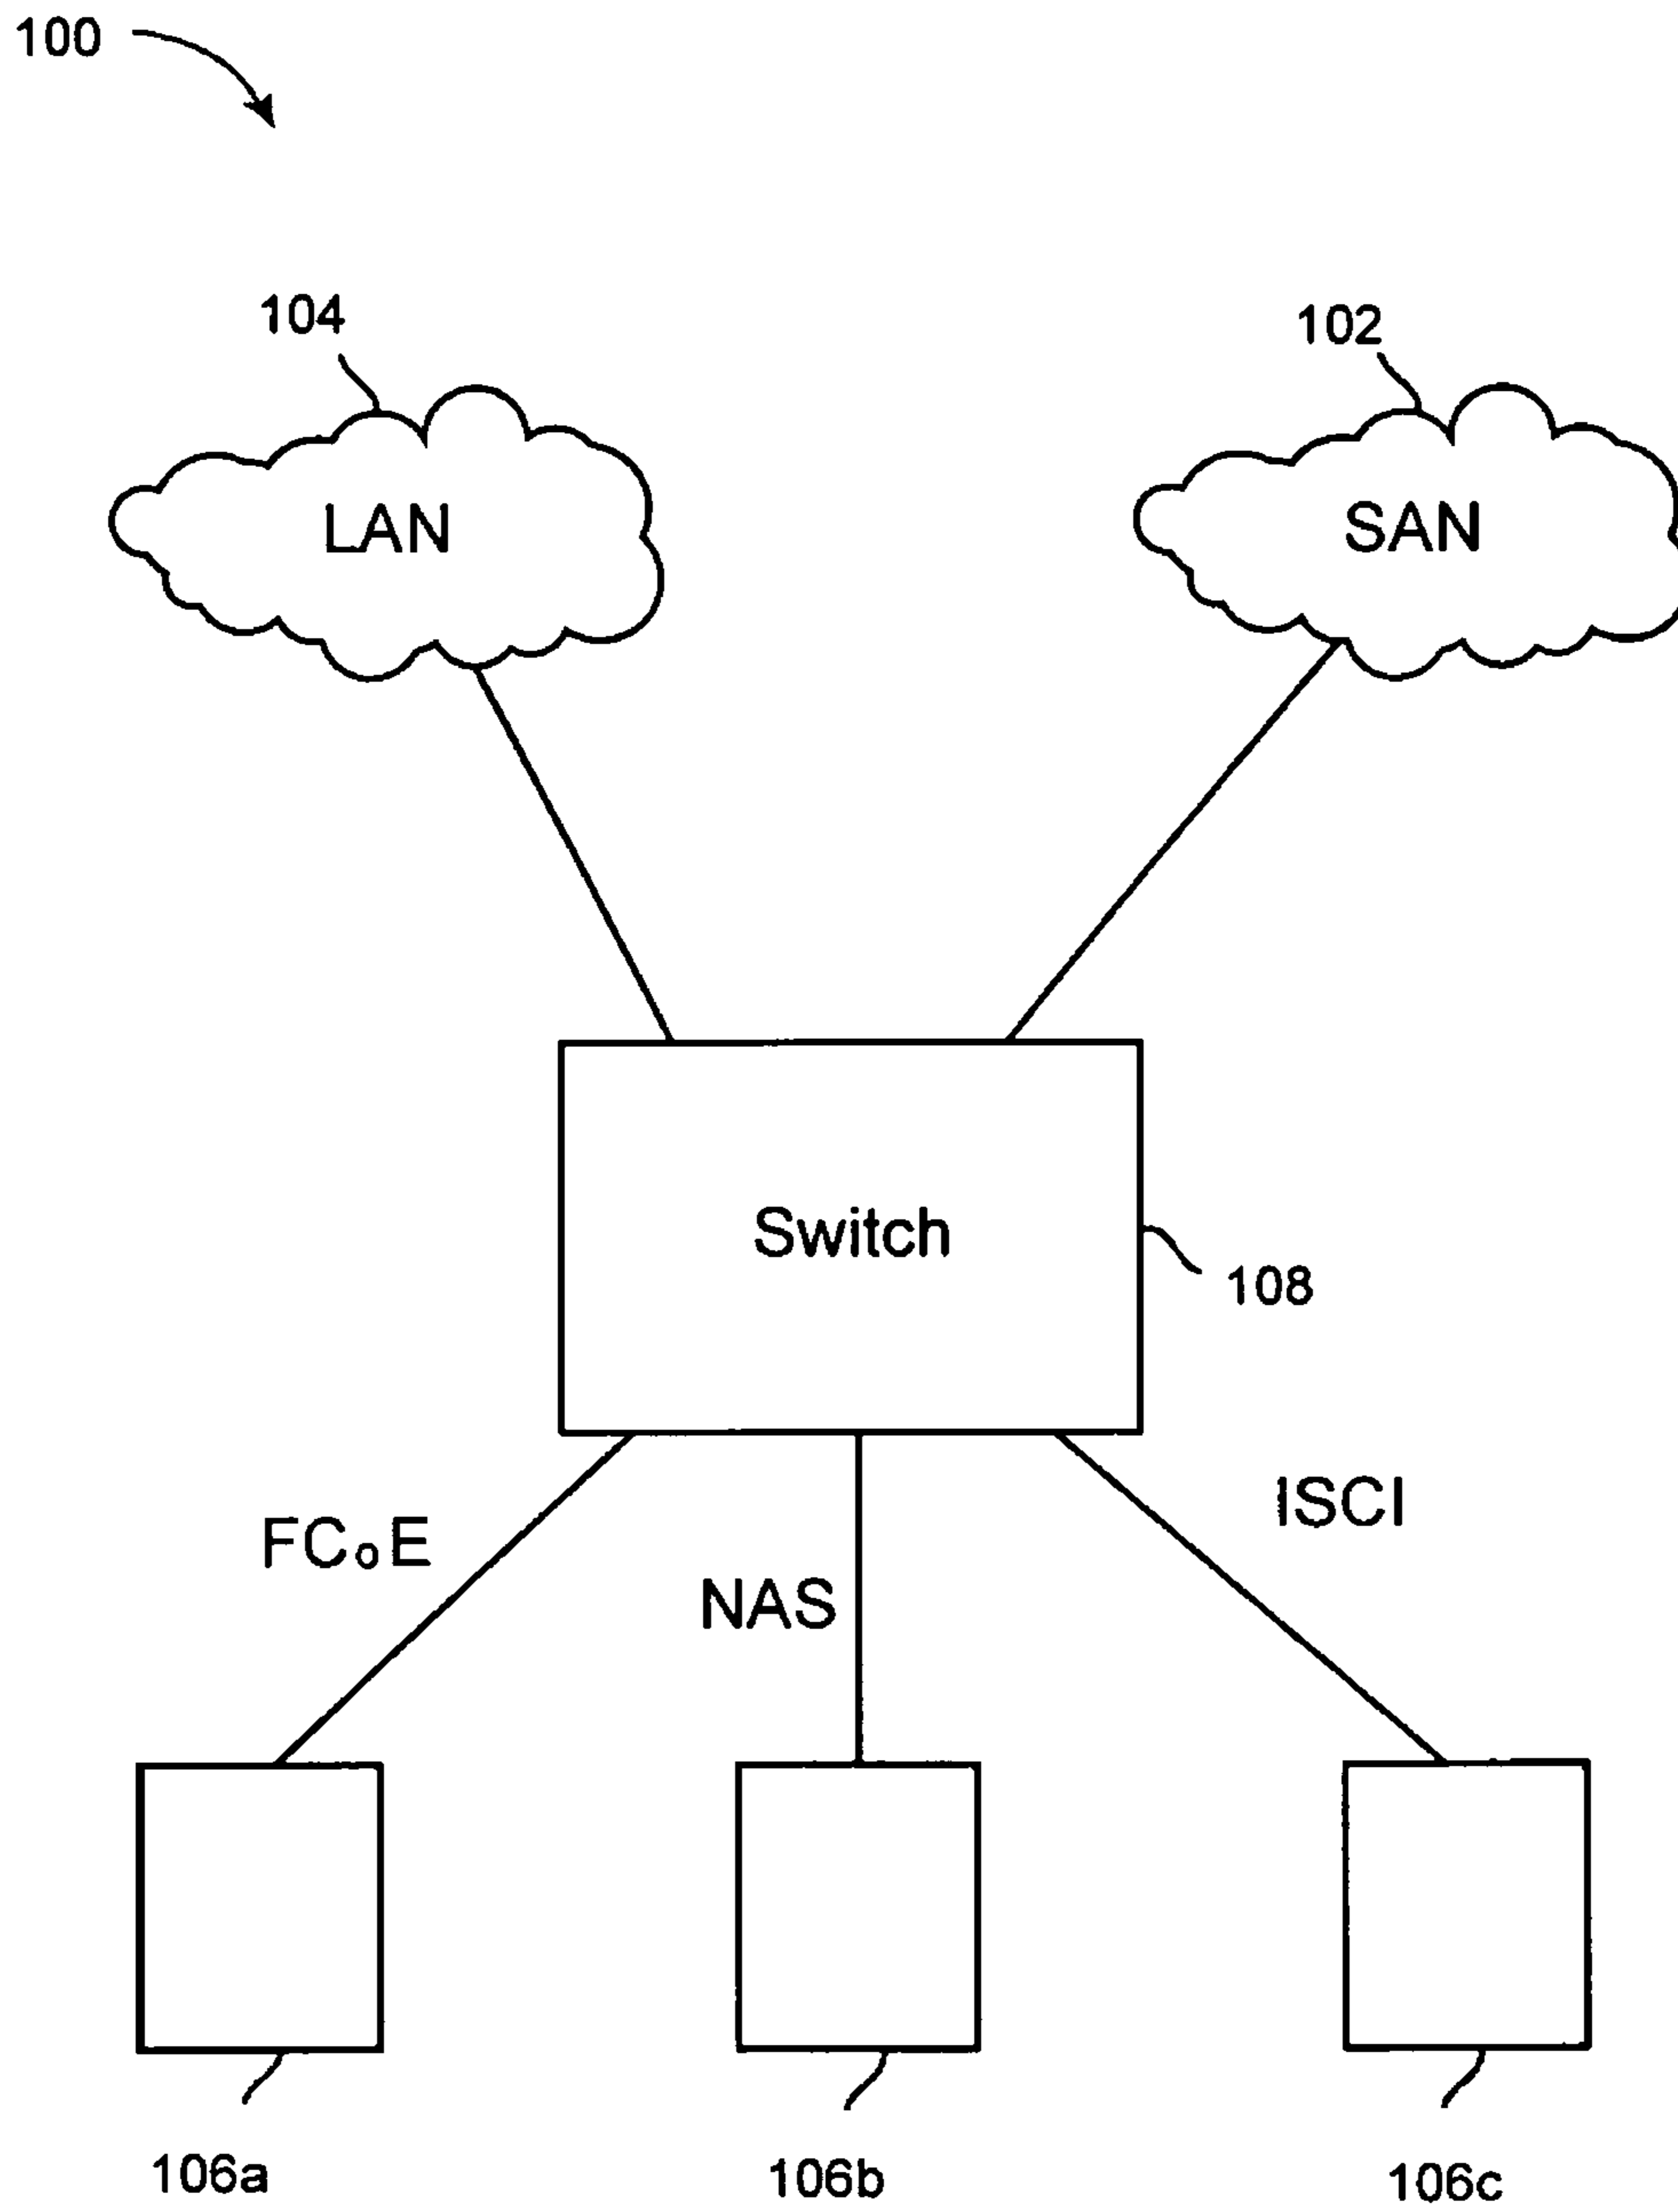 100
104
102
LAN
SAN
Switch
108
ISCI
FCoE
NAS
106a
106b
106c